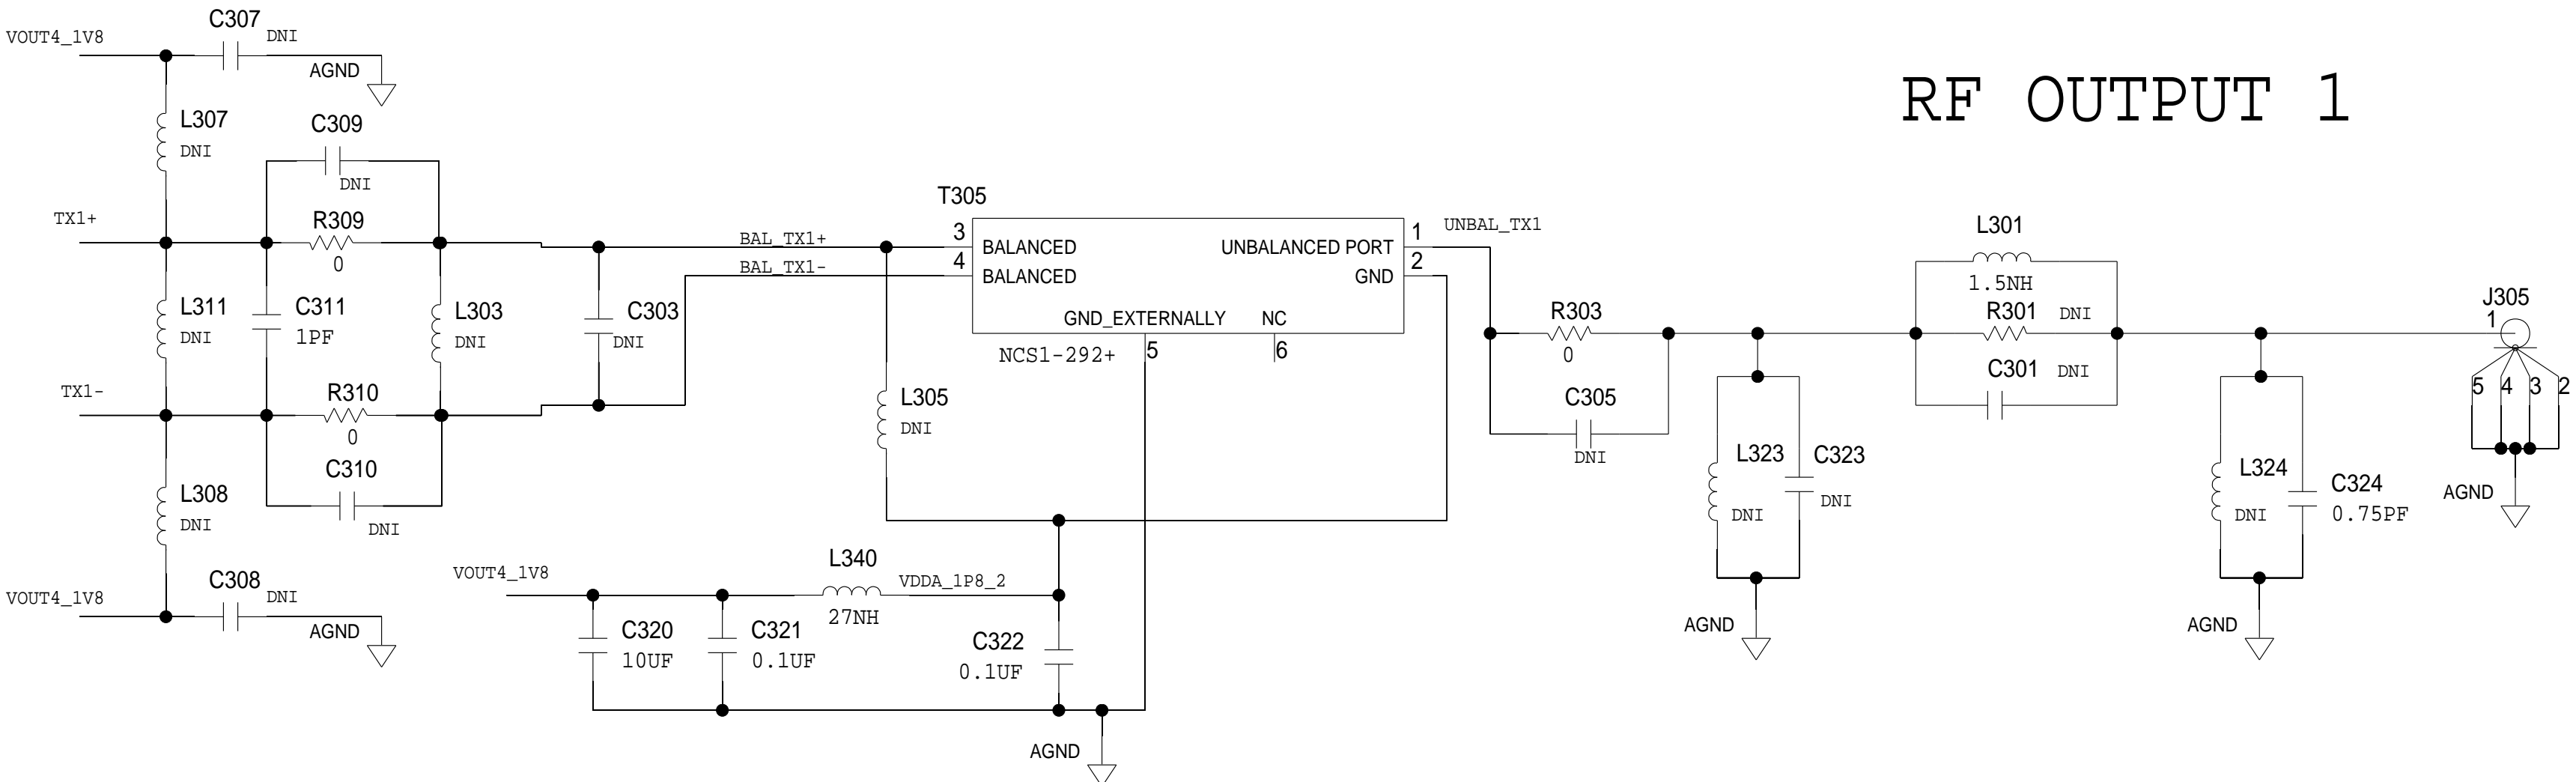 RF OUTPUT 1
VOUT4_1V8
C307
DNI
AGND
L307
DNI
C309
DNI
TX1+
R309
0
L311
DNI
C311
1PF
L303
DNI
C303
DNI
TX1-
R310
0
C310
DNI
L308
DNI
VOUT4_1V8
C308
DNI
AGND
BAL_TX1+
BAL_TX1-
T305
3
BALANCED
4
BALANCED
UNBALANCED PORT
1
GND
2
GND_EXTERNALLY
NC
NCS1-292+
5
6
UNBAL_TX1
L305
DNI
VOUT4_1V8
L340
27NH
VDDA_1P8_2
C320
10UF
C321
0.1UF
C322
0.1UF
AGND
R303
0
C305
DNI
L323
DNI
C323
DNI
AGND
L301
1.5NH
R301
DNI
C301
DNI
L324
DNI
C324
0.75PF
AGND
J305
1
5
4
3
2
AGND